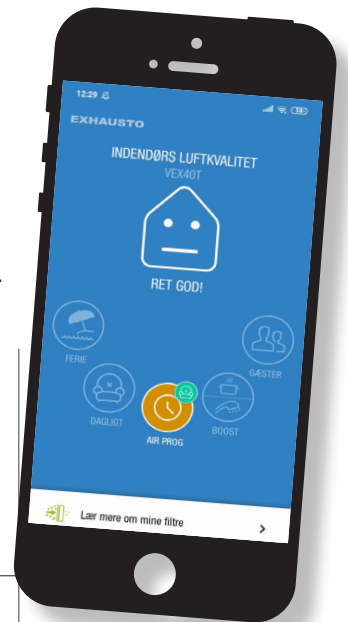 12:29
EXHAUSTO
INDENDØRS LUFTKVALITET
VEX40T
RET GOD!
FERIE
GÆSTER
DAGLIGT
BOOST
AIR PROG
Lær mere om mine filtre